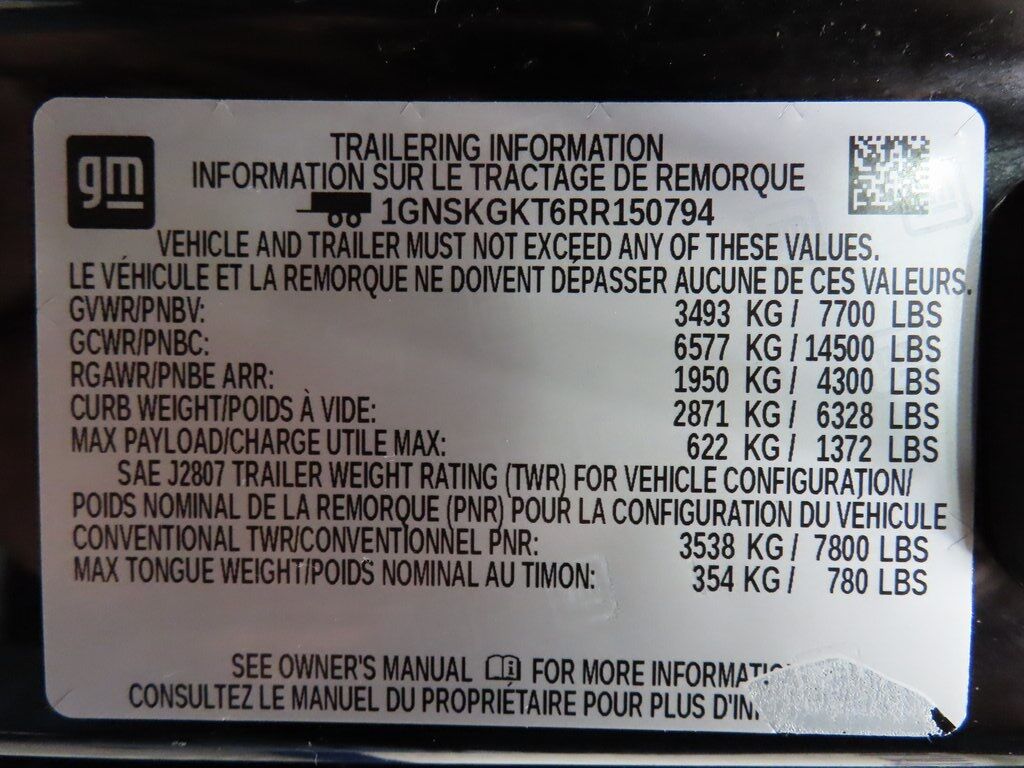 gm
TRAILERING INFORMATION
INFORMATION SUR LE TRACTAGE DE REMORQUE
1GNSKGKT6RR150794
VEHICLE AND TRAILER MUST NOT EXCEED ANY OF THESE VALUES.
LE VÉHICULE ET LA REMORQUE NE DOIVENT DÉPASSER AUCUNE DE CES VALEURS.
GVWR/PNBV: 3493 KG / 7700 LBS
GCWR/PNBC: 6577 KG / 14500 LBS
RGAWR/PNBE ARR: 1950 KG / 4300 LBS
CURB WEIGHT/POIDS À VIDE: 2871 KG / 6328 LBS
MAX PAYLOAD/CHARGE UTILE MAX: 622 KG / 1372 LBS
SAE J2807 TRAILER WEIGHT RATING (TWR) FOR VEHICLE CONFIGURATION/
POIDS NOMINAL DE LA REMORQUE (PNR) POUR LA CONFIGURATION DU VÉHICULE
CONVENTIONAL TWR/CONVENTIONNEL PNR: 3538 KG / 7800 LBS
MAX TONGUE WEIGHT/POIDS NOMINAL AU TIMON: 354 KG / 780 LBS
SEE OWNER'S MANUAL FOR MORE
CONSULTEZ LE MANUEL DU PROPRIÉTAIRE POUR PLUS